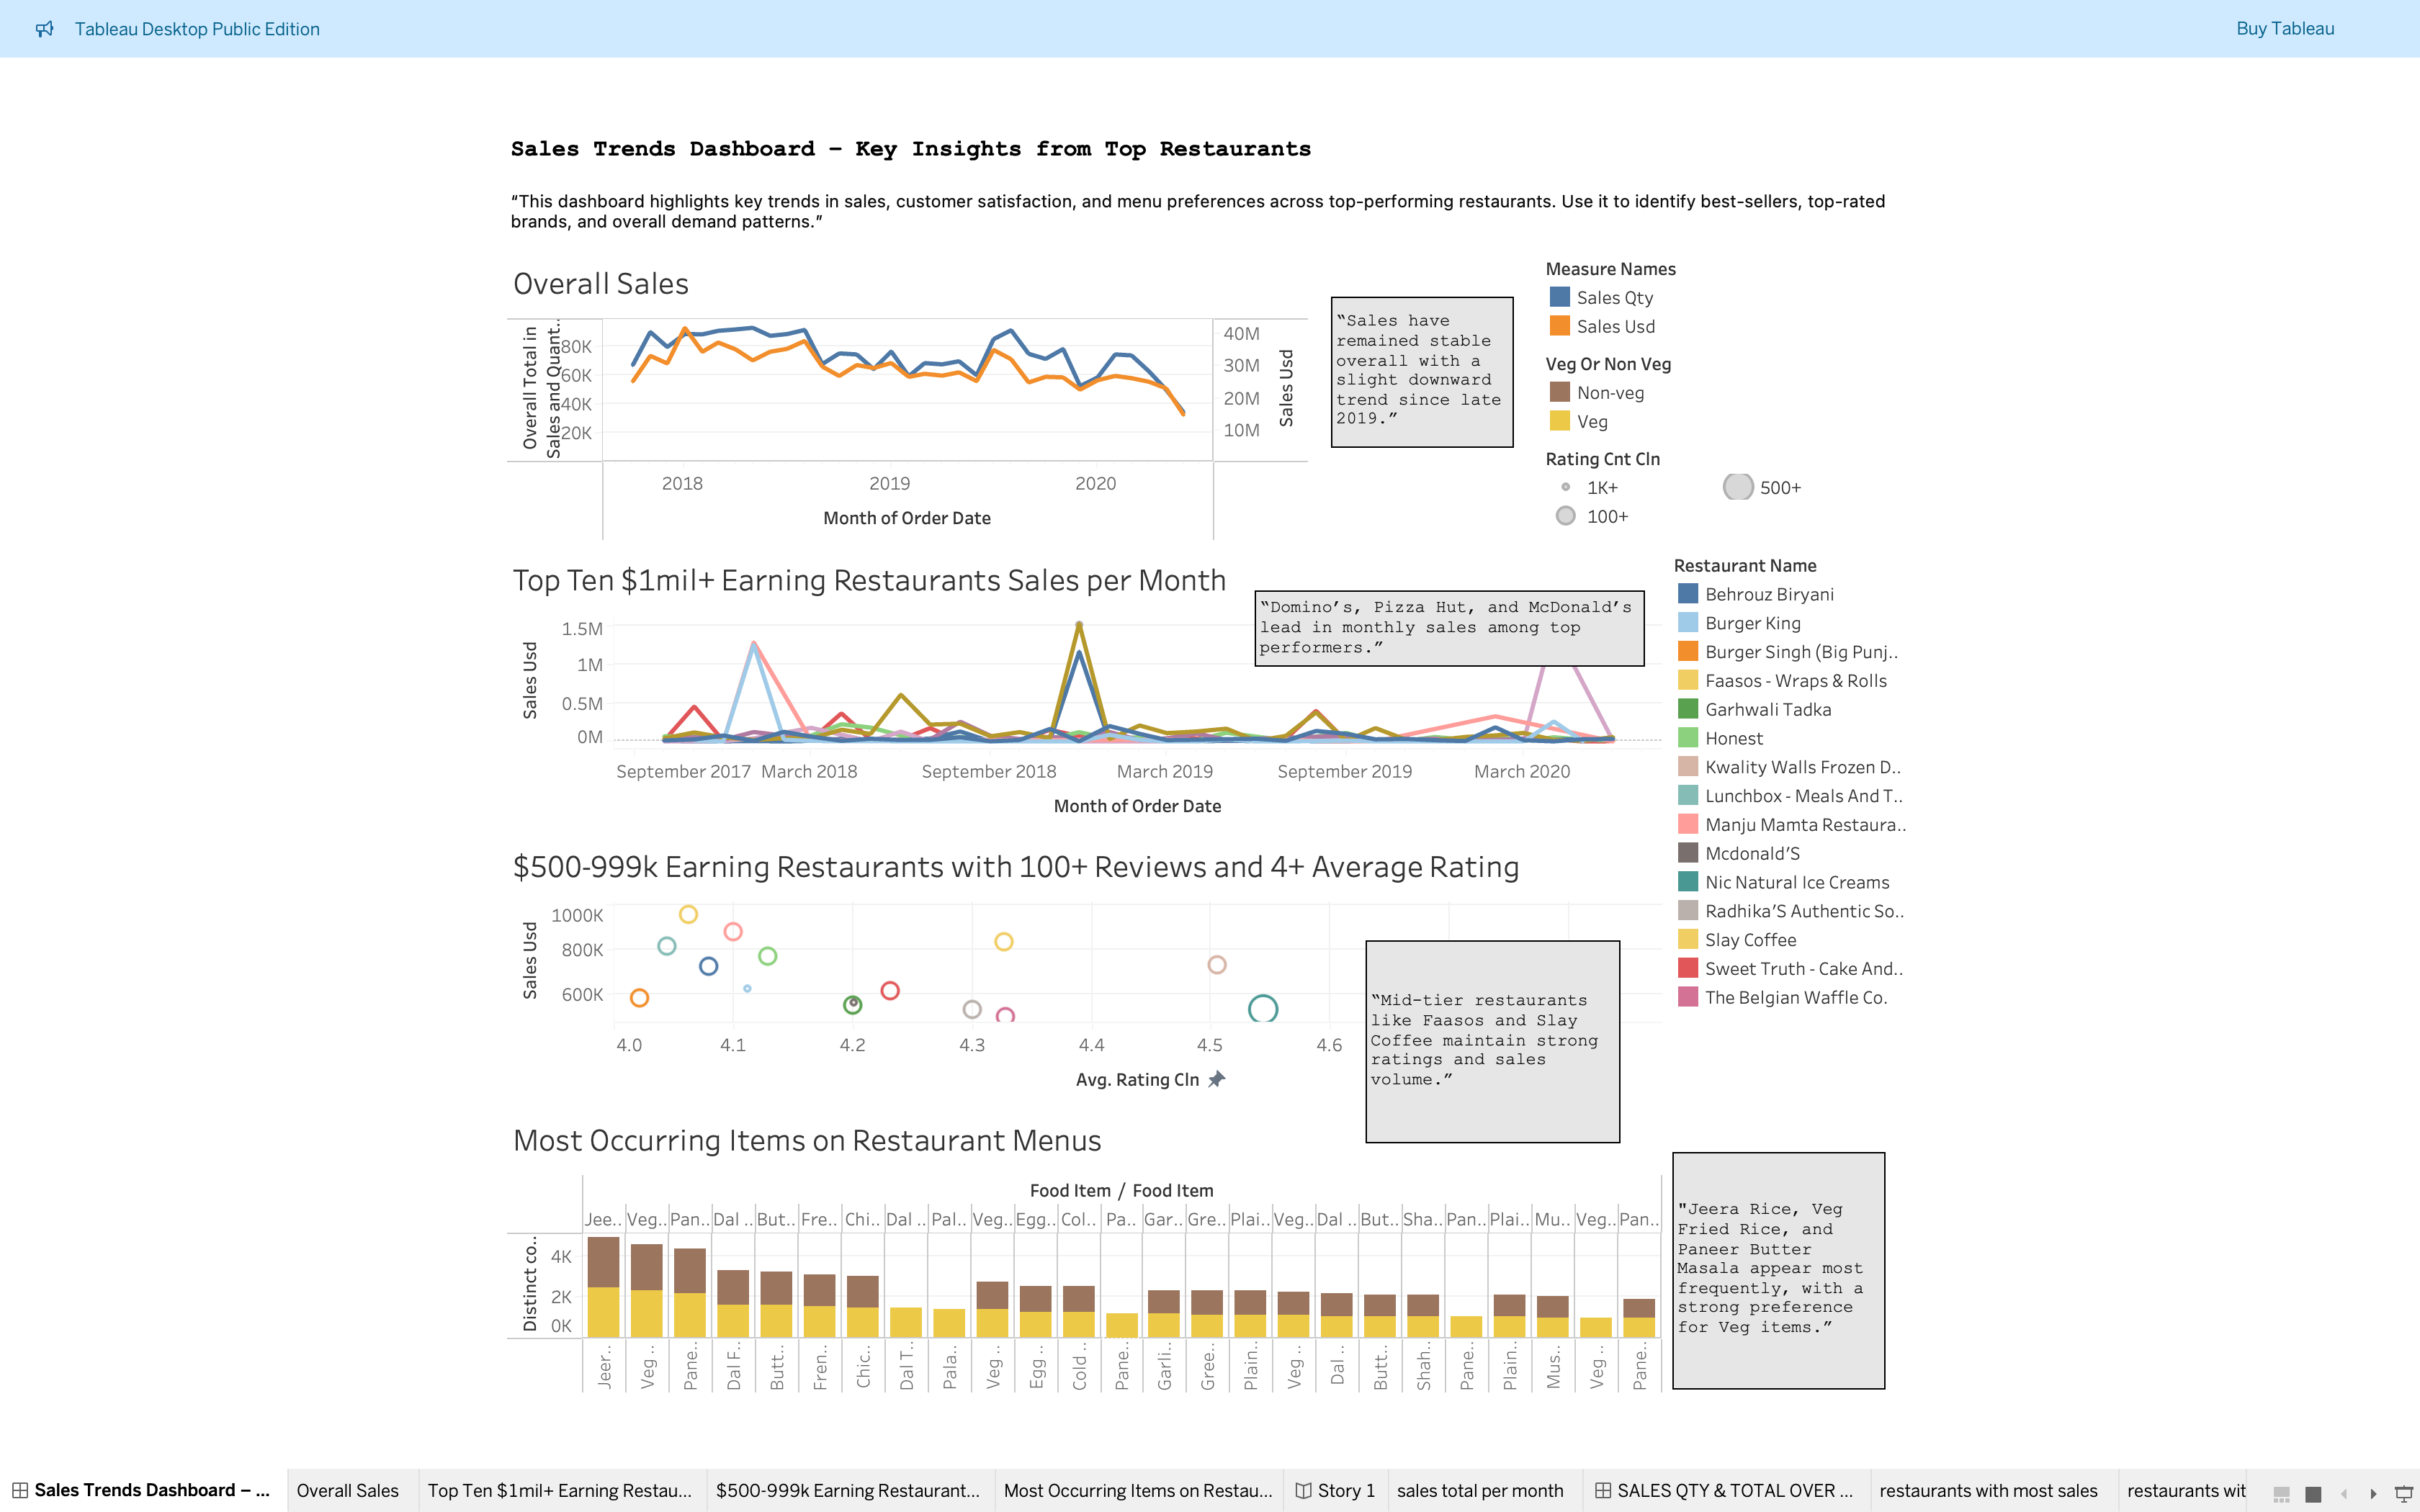 Tableau Desktop Public Edition
Buy Tableau
Sales Trends Dashboard – Key Insights from Top Restaurants
“This dashboard highlights key trends in sales, customer satisfaction, and menu preferences across top-performing restaurants. Use it to identify best-sellers, top-rated
brands, and overall demand patterns.”
Overall Sales
Overall Total in
Sales and Quant..
80K
60K
40K
20K
40M
30M
20M
10M
Sales Usd
2018
2019
2020
Month of Order Date
“Sales have
remained stable
overall with a
slight downward
trend since late
2019.”
Measure Names
Sales Qty
Sales Usd
Veg Or Non Veg
Non-veg
Veg
Rating Cnt Cln
1K+
500+
100+
Top Ten $1mil+ Earning Restaurants Sales per Month
“Domino’s, Pizza Hut, and McDonald’s
lead in monthly sales among top
performers.”
Sales Usd
1.5M
1M
0.5M
0M
September 2017
March 2018
September 2018
March 2019
September 2019
March 2020
Month of Order Date
Restaurant Name
Behrouz Biryani
Burger King
Burger Singh (Big Punj..
Faasos - Wraps & Rolls
Garhwali Tadka
Honest
Kwality Walls Frozen D..
Lunchbox - Meals And T..
Manju Mamta Restaura..
Mcdonald’S
Nic Natural Ice Creams
Radhika’S Authentic So..
Slay Coffee
Sweet Truth - Cake And..
The Belgian Waffle Co.
$500-999k Earning Restaurants with 100+ Reviews and 4+ Average Rating
Sales Usd
1000K
800K
600K
4.0
4.1
4.2
4.3
4.4
4.5
4.6
Avg. Rating Cln
“Mid-tier restaurants
like Faasos and Slay
Coffee maintain strong
ratings and sales
volume.”
Most Occurring Items on Restaurant Menus
Food Item / Food Item
Jee.. Veg.. Pan.. Dal .. But.. Fre.. Chi.. Dal .. Pal.. Veg.. Egg.. Col.. Pa.. Gar.. Gre.. Plai.. Veg.. Dal .. But.. Sha.. Pan.. Plai.. Mu.. Veg.. Pan..
Distinct co..
4K
2K
0K
Jeer.. Veg .. Pane.. Dal F.. Butt.. Fren.. Chic.. Dal T.. Pala.. Veg .. Egg .. Cold .. Pane.. Garli.. Gree.. Plain.. Veg .. Dal .. Butt.. Shah.. Pane.. Plain.. Mus.. Veg .. Pane..
"Jeera Rice, Veg
Fried Rice, and
Paneer Butter
Masala appear most
frequently, with a
strong preference
for Veg items.”
Sales Trends Dashboard – ...
Overall Sales
Top Ten $1mil+ Earning Restau...
$500-999k Earning Restaurant...
Most Occurring Items on Restau...
Story 1
sales total per month
SALES QTY & TOTAL OVER ...
restaurants with most sales
restaurants wit